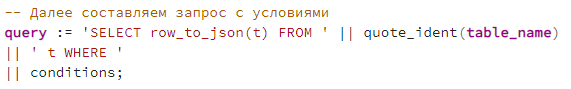 -- Далее составляем запрос с условиями
query := 'SELECT row_to_json(t) FROM ' || quote_ident(table_name)
|| ' t WHERE '
|| conditions;